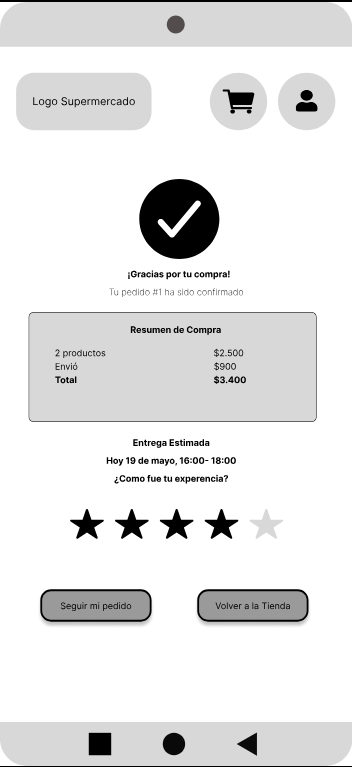 Logo Supermercado
¡Gracias por tu compra!
Tu pedido #1 ha sido confirmado
Resumen de Compra
2 productos $2.500
Envió $900
Total $3.400
Entrega Estimada
Hoy 19 de mayo, 16:00- 18:00
¿Como fue tu experencia?
Seguir mi pedido Volver a la Tienda